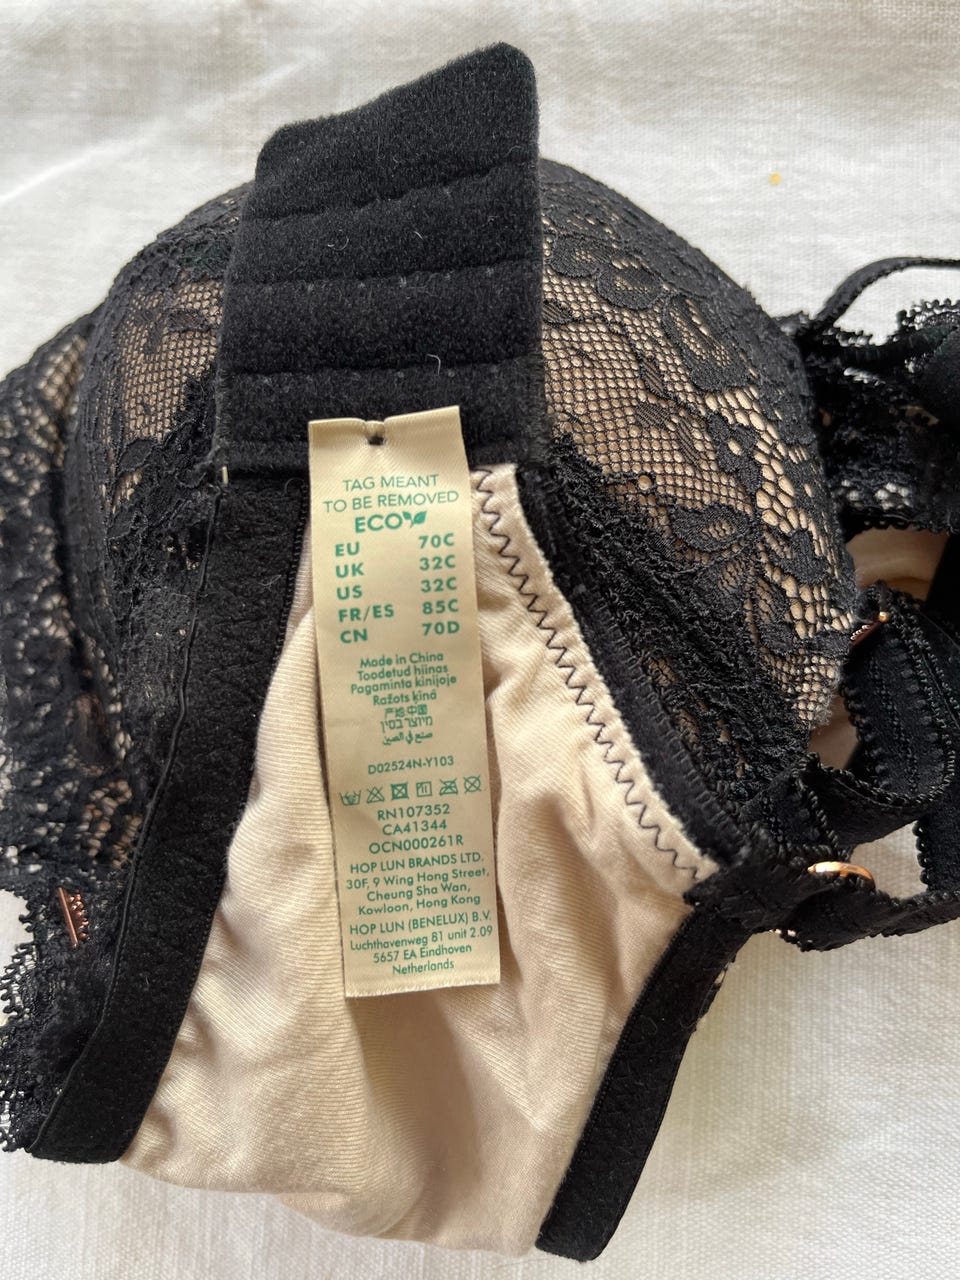 TAG MEANT
TO BE REMOVED
ECO
EU 70C
UK 32C
US 32C
FR/ES 85C
CN 70D
Made in China
Toodetud hiinas
Pagaminta kinijoje
Ražots ķīnā
מיוצר בסין
صنع في الصين
D02524N-Y103
RN107352
CA41344
OCN000261R
HOP LUN BRANDS LTD.
30F, 9 Wing Hong Street,
Cheung Sha Wan,
Kowloon, Hong Kong
HOP LUN (BENELUX) B.V.
Luchthavenweg 81 unit 2.09
5657 EA Eindhoven
Netherlands